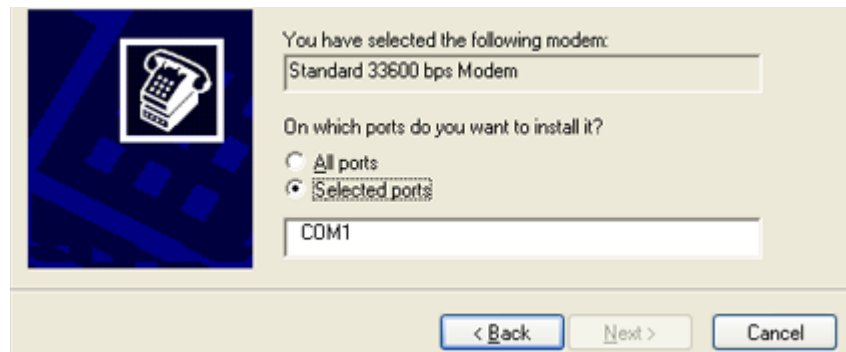 You have selected the following modem:
Standard 33600 bps Modem
On which ports do you want to install it?
All ports
Selected ports
COM1
< Back Next > Cancel